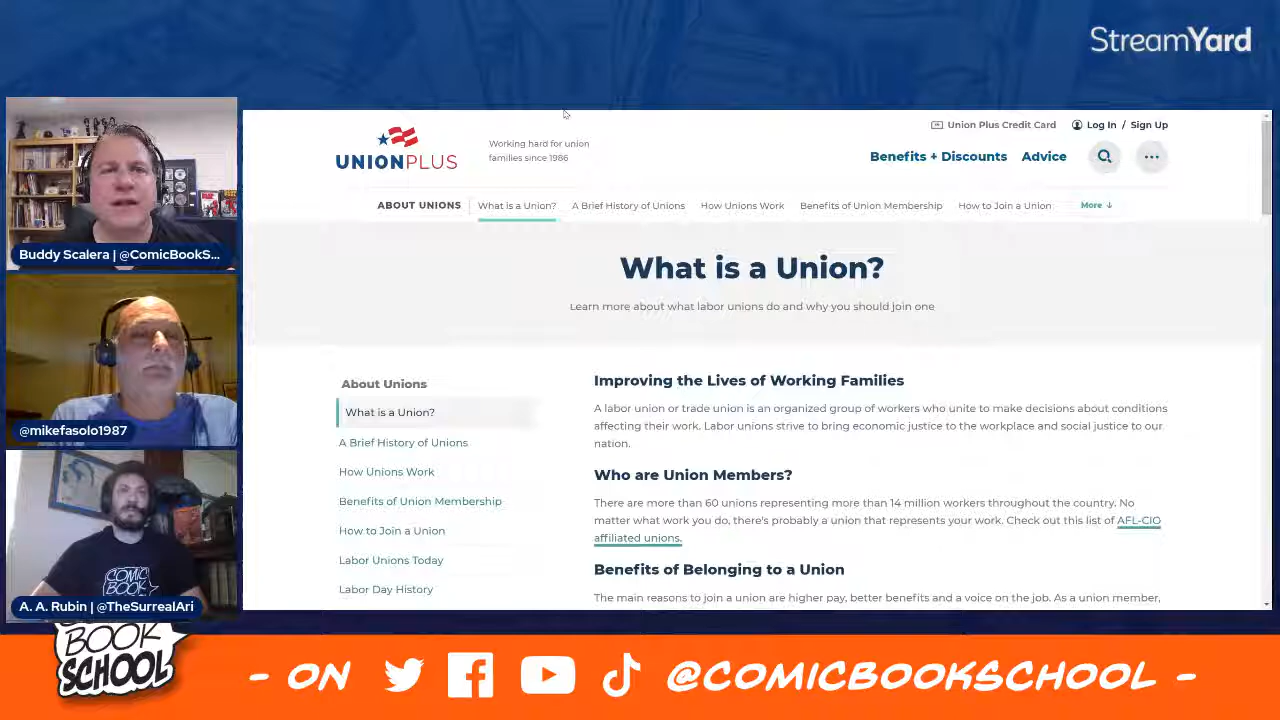 StreamYard
Buddy Scalera | @ComicBookS...
@mikefasolo1987
COMIC
BOOK
A. A. Rubin | @TheSurrealAri
UNIONPLUS
Working hard for union
families since 1986
Union Plus Credit Card
Log In / Sign Up
Benefits + Discounts
Advice
ABOUT UNIONS
What is a Union?
A Brief History of Unions
How Unions Work
Benefits of Union Membership
How to Join a Union
More ↓
What is a Union?
Learn more about what labor unions do and why you should join one
About Unions
What is a Union?
A Brief History of Unions
How Unions Work
Benefits of Union Membership
How to Join a Union
Labor Unions Today
Labor Day History
Improving the Lives of Working Families
A labor union or trade union is an organized group of workers who unite to make decisions about conditions
affecting their work. Labor unions strive to bring economic justice to the workplace and social justice to our
nation.
Who are Union Members?
There are more than 60 unions representing more than 14 million workers throughout the country. No
matter what work you do, there's probably a union that represents your work. Check out this list of AFL-CIO
affiliated unions.
Benefits of Belonging to a Union
The main reasons to join a union are higher pay, better benefits and a voice on the job. As a union member,
BOOK
SCHOOL
- ON
@COMICBOOKSCHOOL -